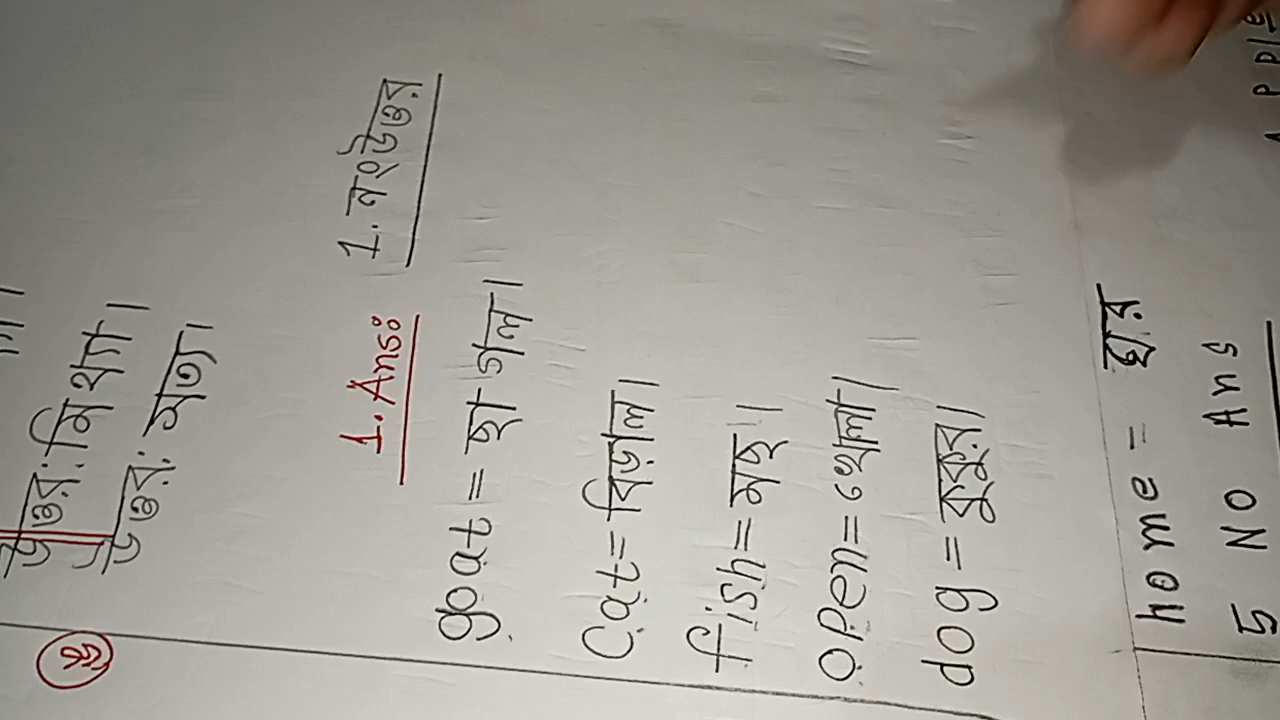 উত্তর: মিথ্যা।
উত্তর: সত্য।
ঙ
1. নংউত্তর
1. Ans:
goat = ছাগল।
Cat = বিড়াল।
fish = মাছ।
open = খোলা।
dog = কুকুর।
home = ঘর
5 NO Ans
Apple